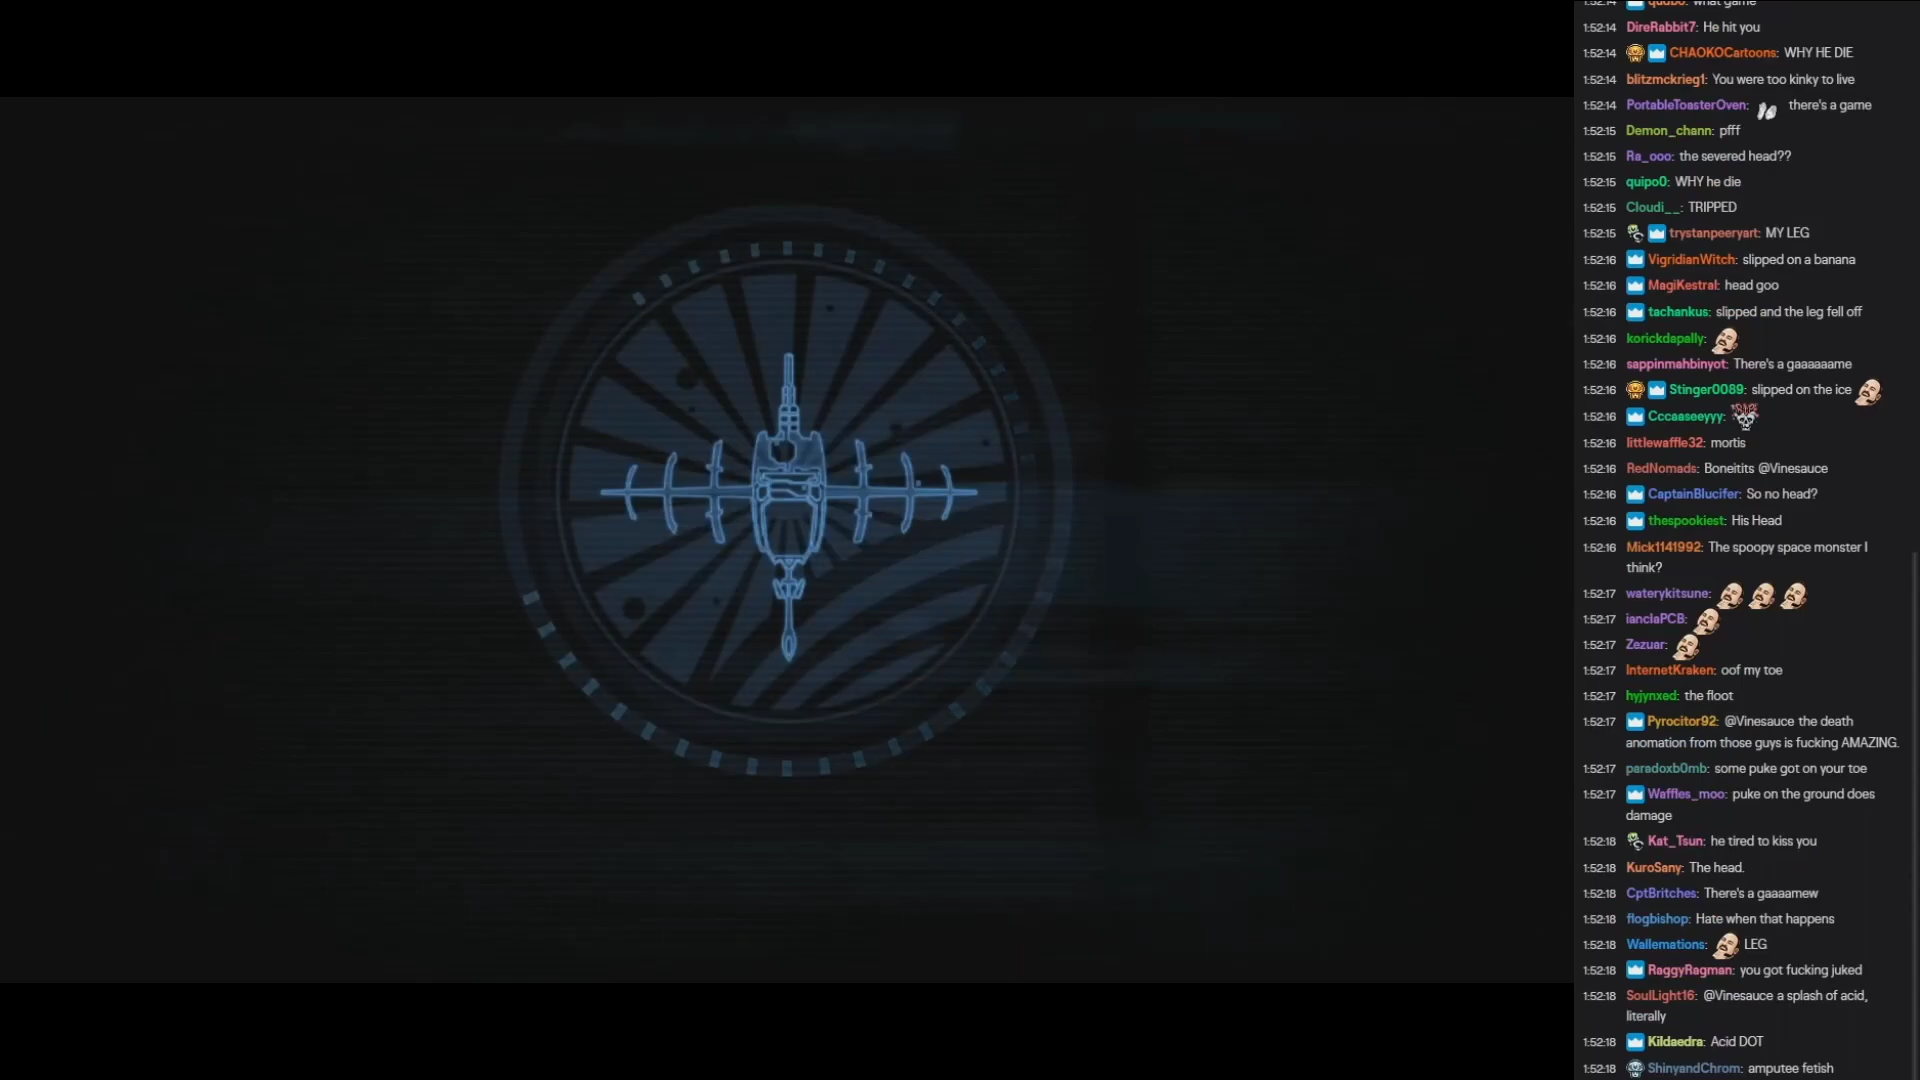 1:52:14 qudbo: what game
1:52:14 DireRabbit7: He hit you
1:52:14 CHAOKOCartoons: WHY HE DIE
1:52:14 blitzmckrieg1: You were too kinky to live
1:52:14 PortableToasterOven: there's a game
1:52:15 Demon_chann: pfff
1:52:15 Ra_ooo: the severed head??
1:52:15 quipo0: WHY he die
1:52:15 Cloudi__: TRIPPED
1:52:15 trystanpeeryart: MY LEG
1:52:16 VigridianWitch: slipped on a banana
1:52:16 MagiKestral: head goo
1:52:16 tachankus: slipped and the leg fell off
1:52:16 korickdapally:
1:52:16 sappinmahbinyot: There's a gaaaaaame
1:52:16 Stinger0089: slipped on the ice
1:52:16 Cccaaseeyyy:
1:52:16 littlewaffle32: mortis
1:52:16 RedNomads: Boneitits @Vinesauce
1:52:16 CaptainBlucifer: So no head?
1:52:16 thespookiest: His Head
1:52:16 Mick1141992: The spoopy space monster I
think?
1:52:17 waterykitsune:
1:52:17 ianclaPCB:
1:52:17 Zezuar:
1:52:17 InternetKraken: oof my toe
1:52:17 hyjynxed: the floot
1:52:17 Pyrocitor92: @Vinesauce the death
anomation from those guys is fucking AMAZING.
1:52:17 paradoxb0mb: some puke got on your toe
1:52:17 Waffles_moo: puke on the ground does
damage
1:52:18 Kat_Tsun: he tired to kiss you
1:52:18 KuroSany: The head.
1:52:18 CptBritches: There's a gaaaamew
1:52:18 flogbishop: Hate when that happens
1:52:18 Wallemations: LEG
1:52:18 RaggyRagman: you got fucking juked
1:52:18 SoulLight16: @Vinesauce a splash of acid,
literally
1:52:18 Kildaedra: Acid DOT
1:52:18 ShinyandChrom: amputee fetish